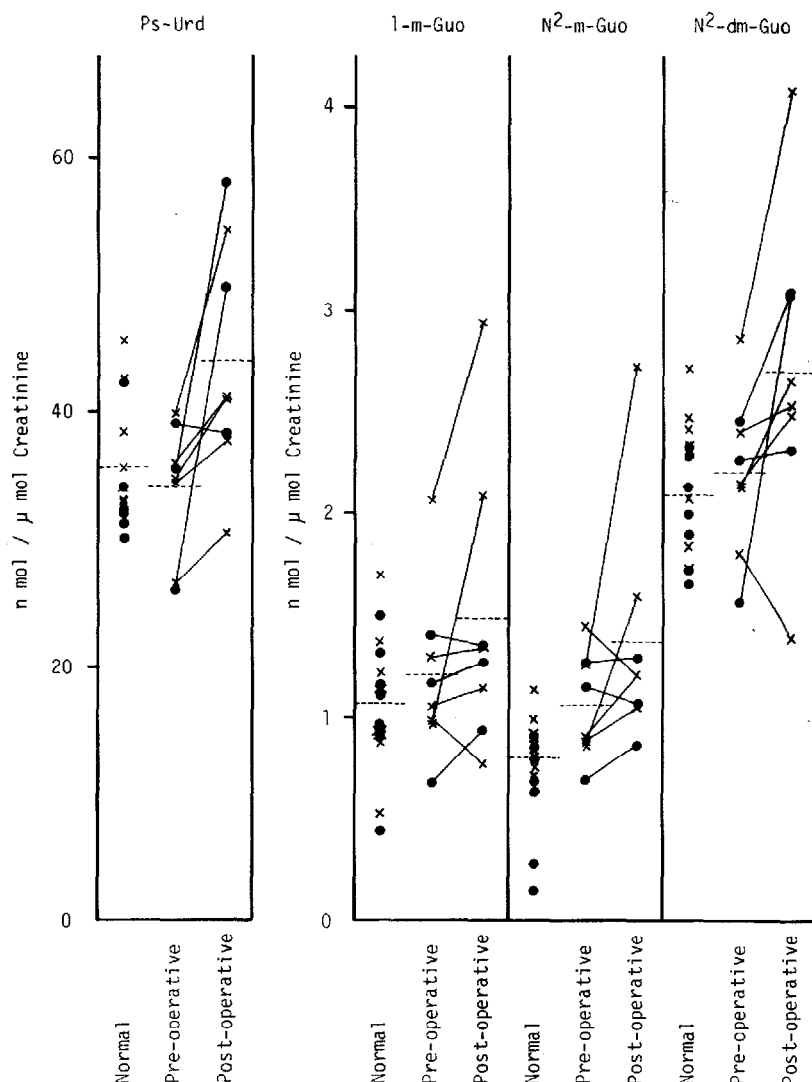 Ps-Urd
1-m-Guo
N²-m-Guo
N²-dm-Guo
60
40
20
0
n mol / μ mol Creatinine
4
3
2
1
0
n mol / μ mol Creatinine
Normal
Pre-operative
Post-operative
Normal
Pre-operative
Post-operative
Normal
Pre-operative
Post-operative
Normal
Pre-operative
Post-operative